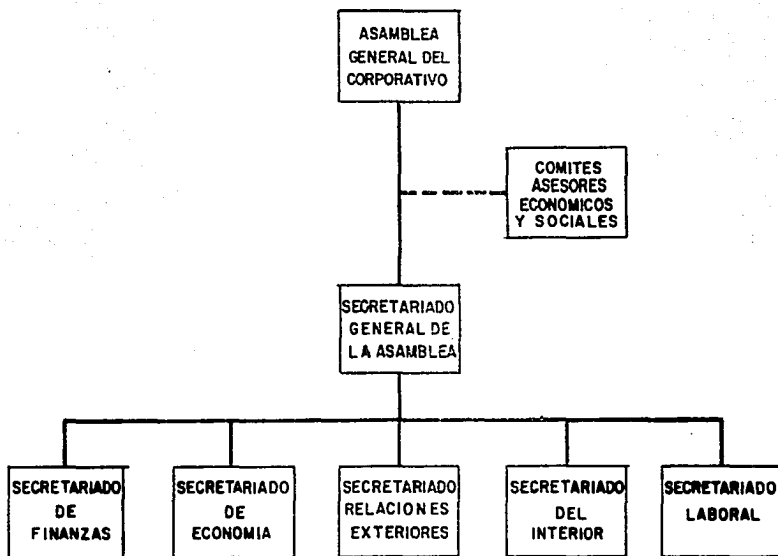 ASAMBLEA
GENERAL DEL
CORPORATIVO
COMITES
ASESORES
ECONOMICOS
Y SOCIALES
SECRETARIADO
GENERAL DE
LA ASAMBLEA
SECRETARIADO
DE
FINANZAS
SECRETARIADO
DE
ECONOMIA
SECRETARIADO
RELACIONES
EXTERIORES
SECRETARIADO
DEL
INTERIOR
SECRETARIADO
LABORAL